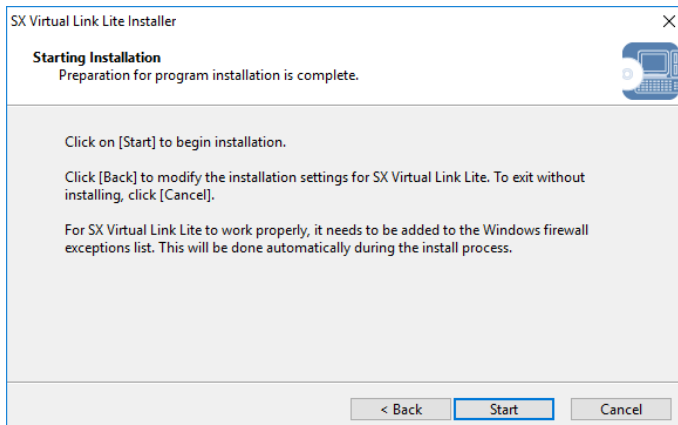 SX Virtual Link Lite Installer
Starting Installation
Preparation for program installation is complete.
Click on [Start] to begin installation.
Click [Back] to modify the installation settings for SX Virtual Link Lite. To exit without
installing, click [Cancel].
For SX Virtual Link Lite to work properly, it needs to be added to the Windows firewall
exceptions list. This will be done automatically during the install process.
< Back Start Cancel